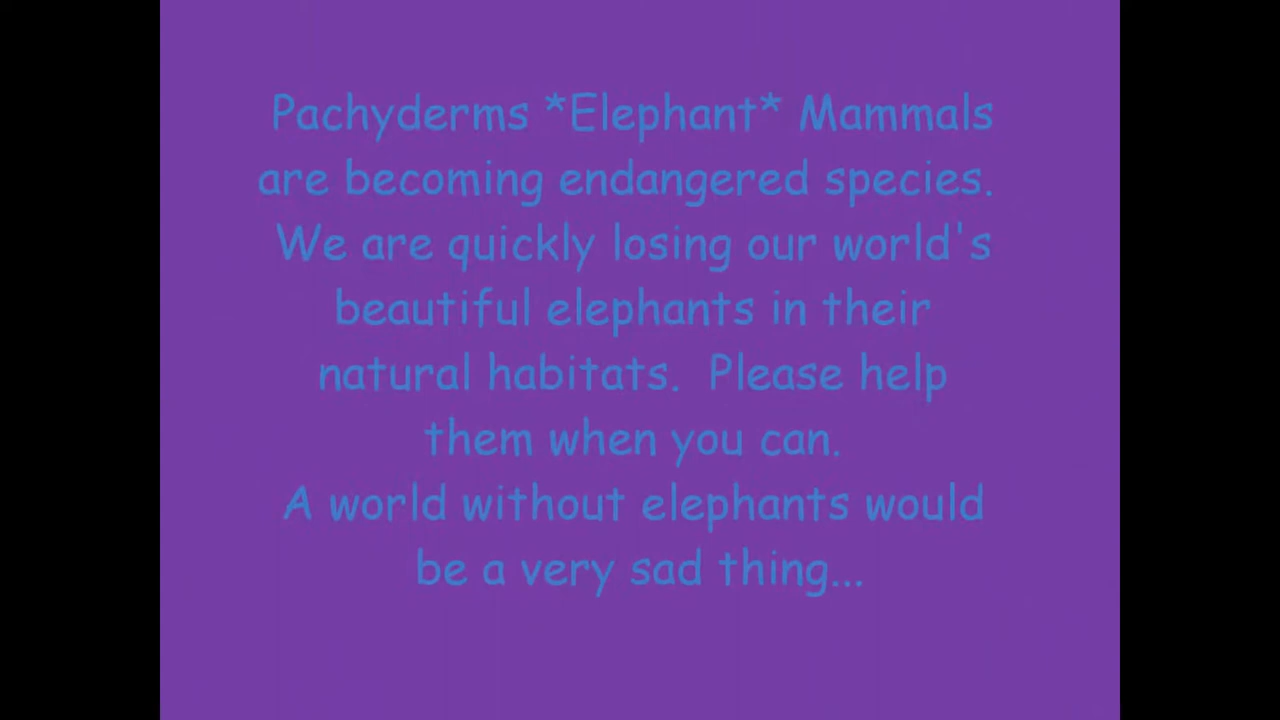 Pachyderms *Elephant* Mammals
are becoming endangered species.
We are quickly losing our world's
beautiful elephants in their
natural habitats.  Please help
them when you can.
A world without elephants would
be a very sad thing...